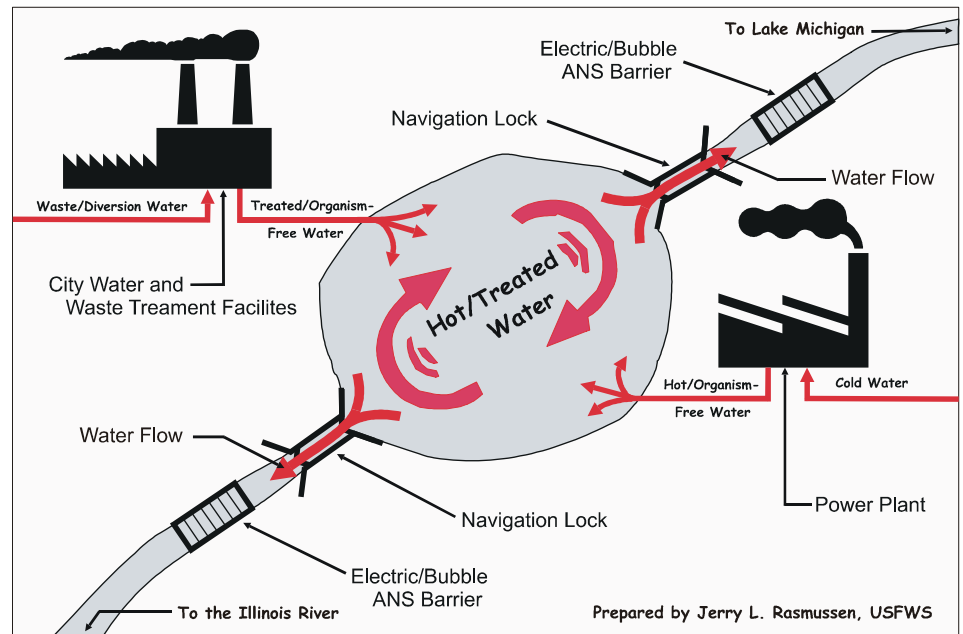 To Lake Michigan
Electric/Bubble
ANS Barrier
Navigation Lock
Water Flow
Waste/Diversion Water
Treated/Organism-
Free Water
City Water and
Waste Treament Facilites
Hot/Treated
Water
Hot/Organism-
Free Water
Cold Water
Water Flow
Power Plant
Navigation Lock
Electric/Bubble
ANS Barrier
To the Illinois River
Prepared by Jerry L. Rasmussen, USFWS